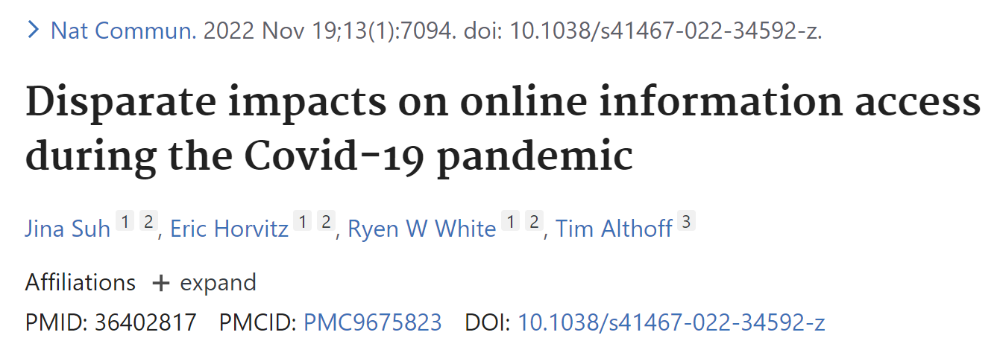 > Nat Commun. 2022 Nov 19;13(1):7094. doi: 10.1038/s41467-022-34592-z.
Disparate impacts on online information access
during the Covid-19 pandemic
Jina Suh 1 2, Eric Horvitz 1 2, Ryen W White 1 2, Tim Althoff 3
Affiliations + expand
PMID: 36402817 PMCID: PMC9675823 DOI: 10.1038/s41467-022-34592-z